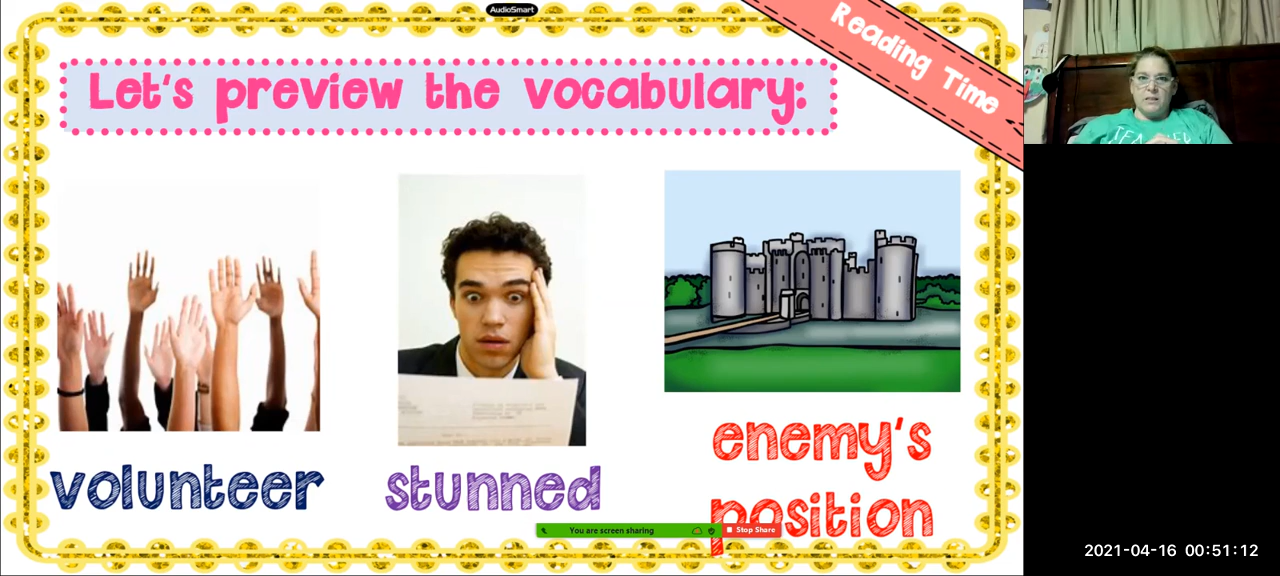 AudioSmart
Reading Time
Let's preview the vocabulary:
volunteer
stunned
enemy's
position
You are screen sharing
Stop Share
2021-04-16 00:51:12